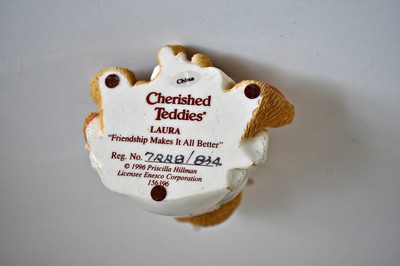 China
Cherished
Teddies®
LAURA
"Friendship Makes It All Better"
Reg. No.
© 1996 Priscilla Hillman
Licensee Enesco Corporation
156396